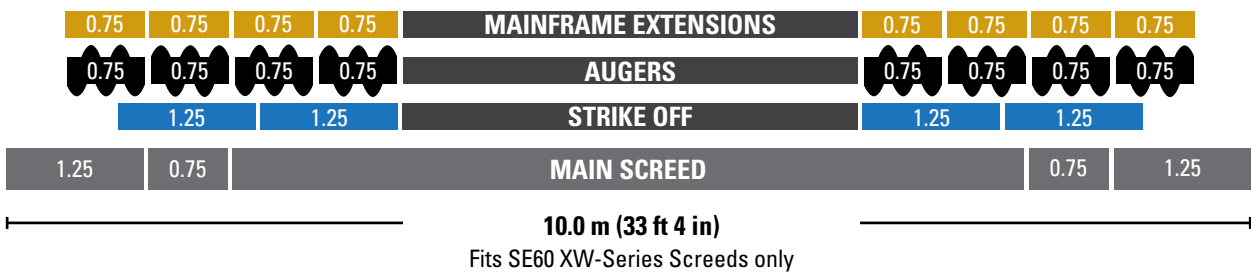 0.75 0.75 0.75 0.75 MAINFRAME EXTENSIONS 0.75 0.75 0.75 0.75
0.75 0.75 0.75 0.75 AUGERS 0.75 0.75 0.75 0.75
1.25 1.25 STRIKE OFF 1.25 1.25
1.25 0.75 MAIN SCREED 0.75 1.25
10.0 m (33 ft 4 in)
Fits SE60 XW-Series Screeds only